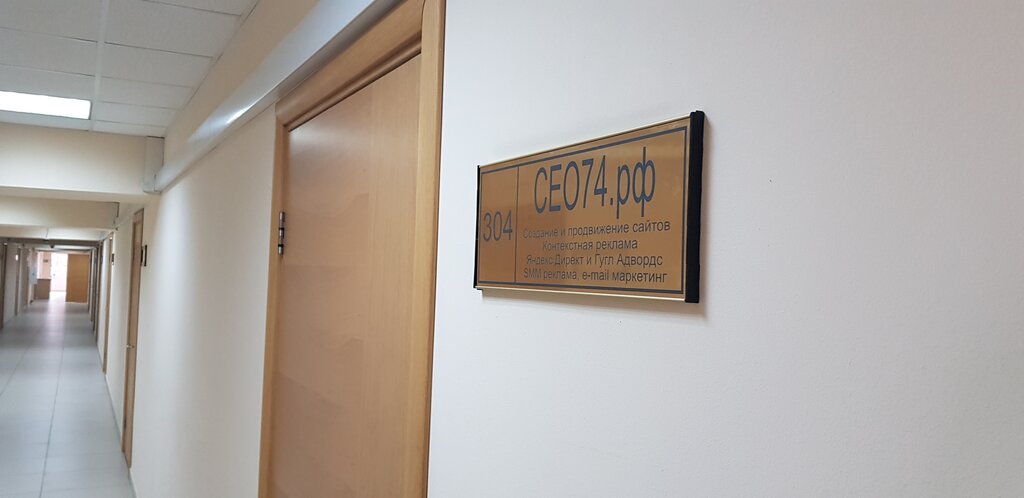 304
СЕО74.рф
Создание и продвижение сайтов
Контекстная реклама
Яндекс Директ и Гугл Адвордс
SMM реклама, e-mail маркетинг